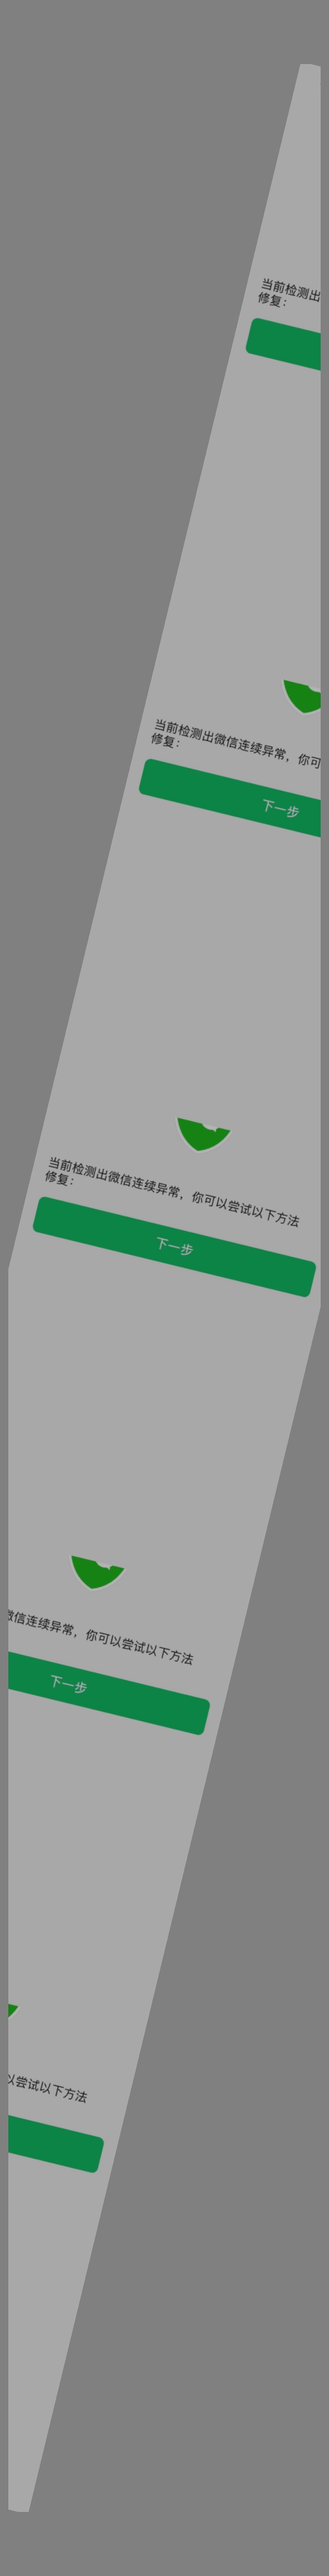 当前检测出
修复：
当前检测出微信连续异常，你可
修复：
下一步
当前检测出微信连续异常，你可以尝试以下方法
修复：
下一步
微信连续异常，你可以尝试以下方法
下一步
以尝试以下方法